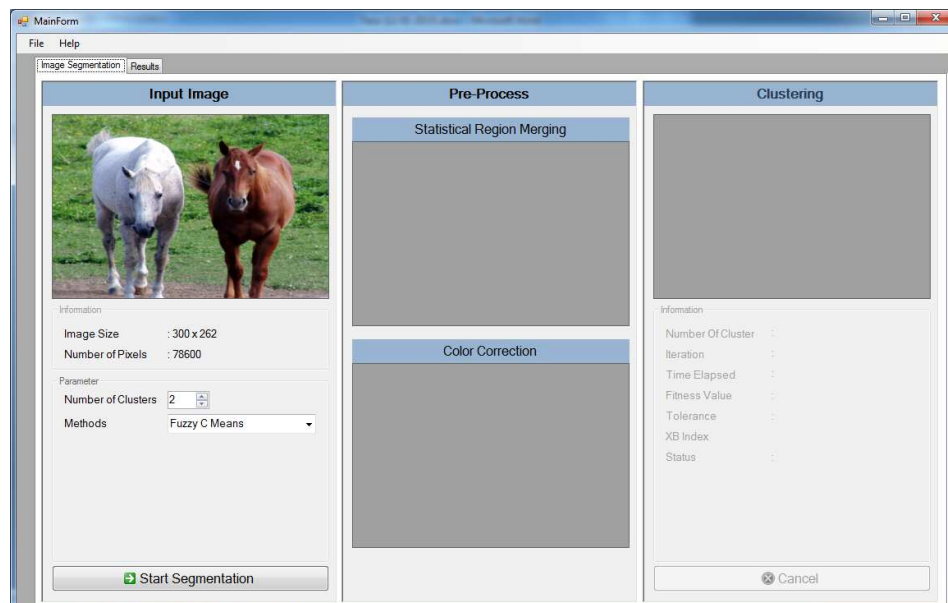 MainForm
File Help
Image Segmentation Results
Input Image
Information
Image Size : 300 x 262
Number of Pixels : 78600
Parameter
Number of Clusters 2
Methods Fuzzy C Means
Start Segmentation
Pre-Process
Statistical Region Merging
Color Correction
Clustering
Information
Number Of Cluster :
Iteration :
Time Elapsed :
Fitness Value :
Tolerance :
XB Index
Status :
Cancel